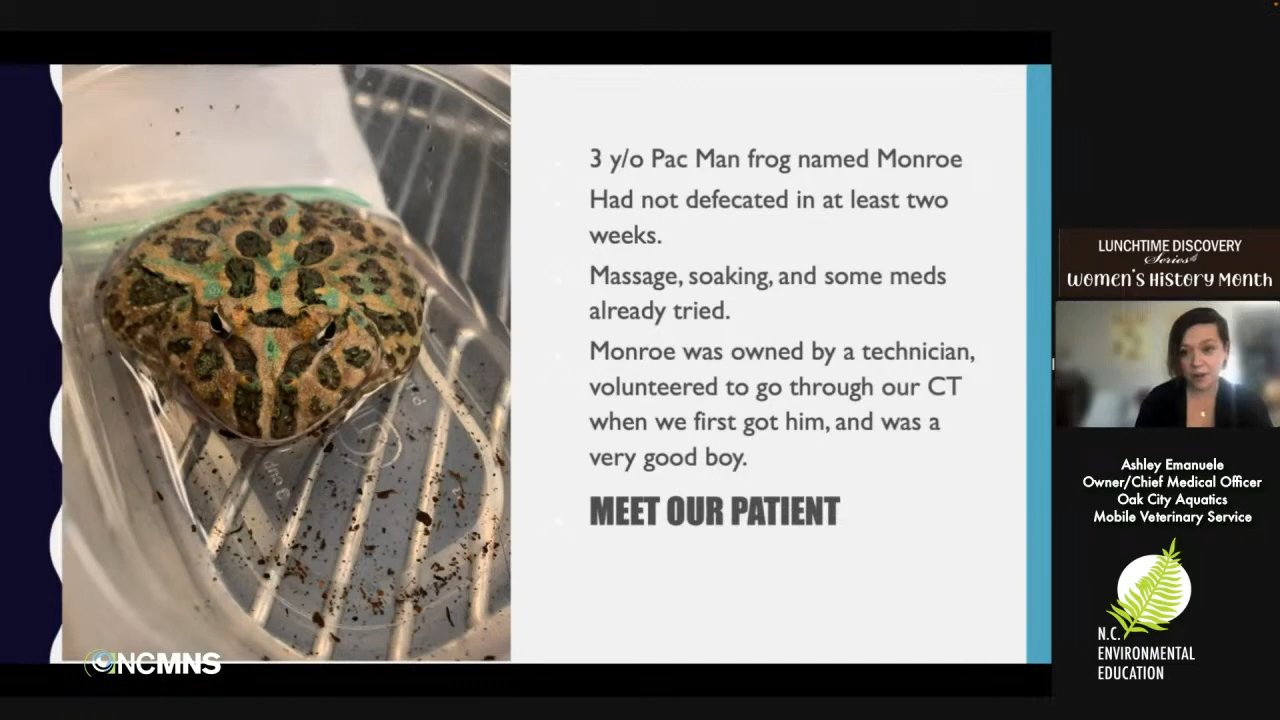 3 y/o Pac Man frog named Monroe
Had not defecated in at least two
weeks.
Massage, soaking, and some meds
already tried.
Monroe was owned by a technician,
volunteered to go through our CT
when we first got him, and was a
very good boy.
MEET OUR PATIENT
LUNCHTIME DISCOVERY
Series
WOMEN'S HISTORY MONTH
Ashley Emanuele
Owner/Chief Medical Officer
Oak City Aquatics
Mobile Veterinary Service
N.C.
ENVIRONMENTAL
EDUCATION
NCMNS